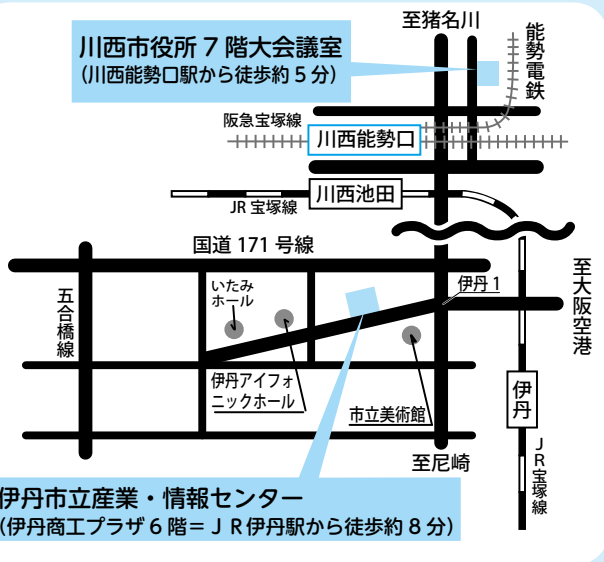 至猪名川
能勢電鉄
川西市役所 7 階大会議室
(川西能勢口駅から徒歩約 5 分)
阪急宝塚線
川西能勢口
川西池田
JR 宝塚線
国道 171 号線
五合橋線
いたみ
ホール
伊丹 1
至大阪空港
伊丹アイフォ
ニックホール
市立美術館
伊丹
至尼崎
JR宝塚線
伊丹市立産業・情報センター
(伊丹商工プラザ 6 階=ＪＲ伊丹駅から徒歩約 8 分)